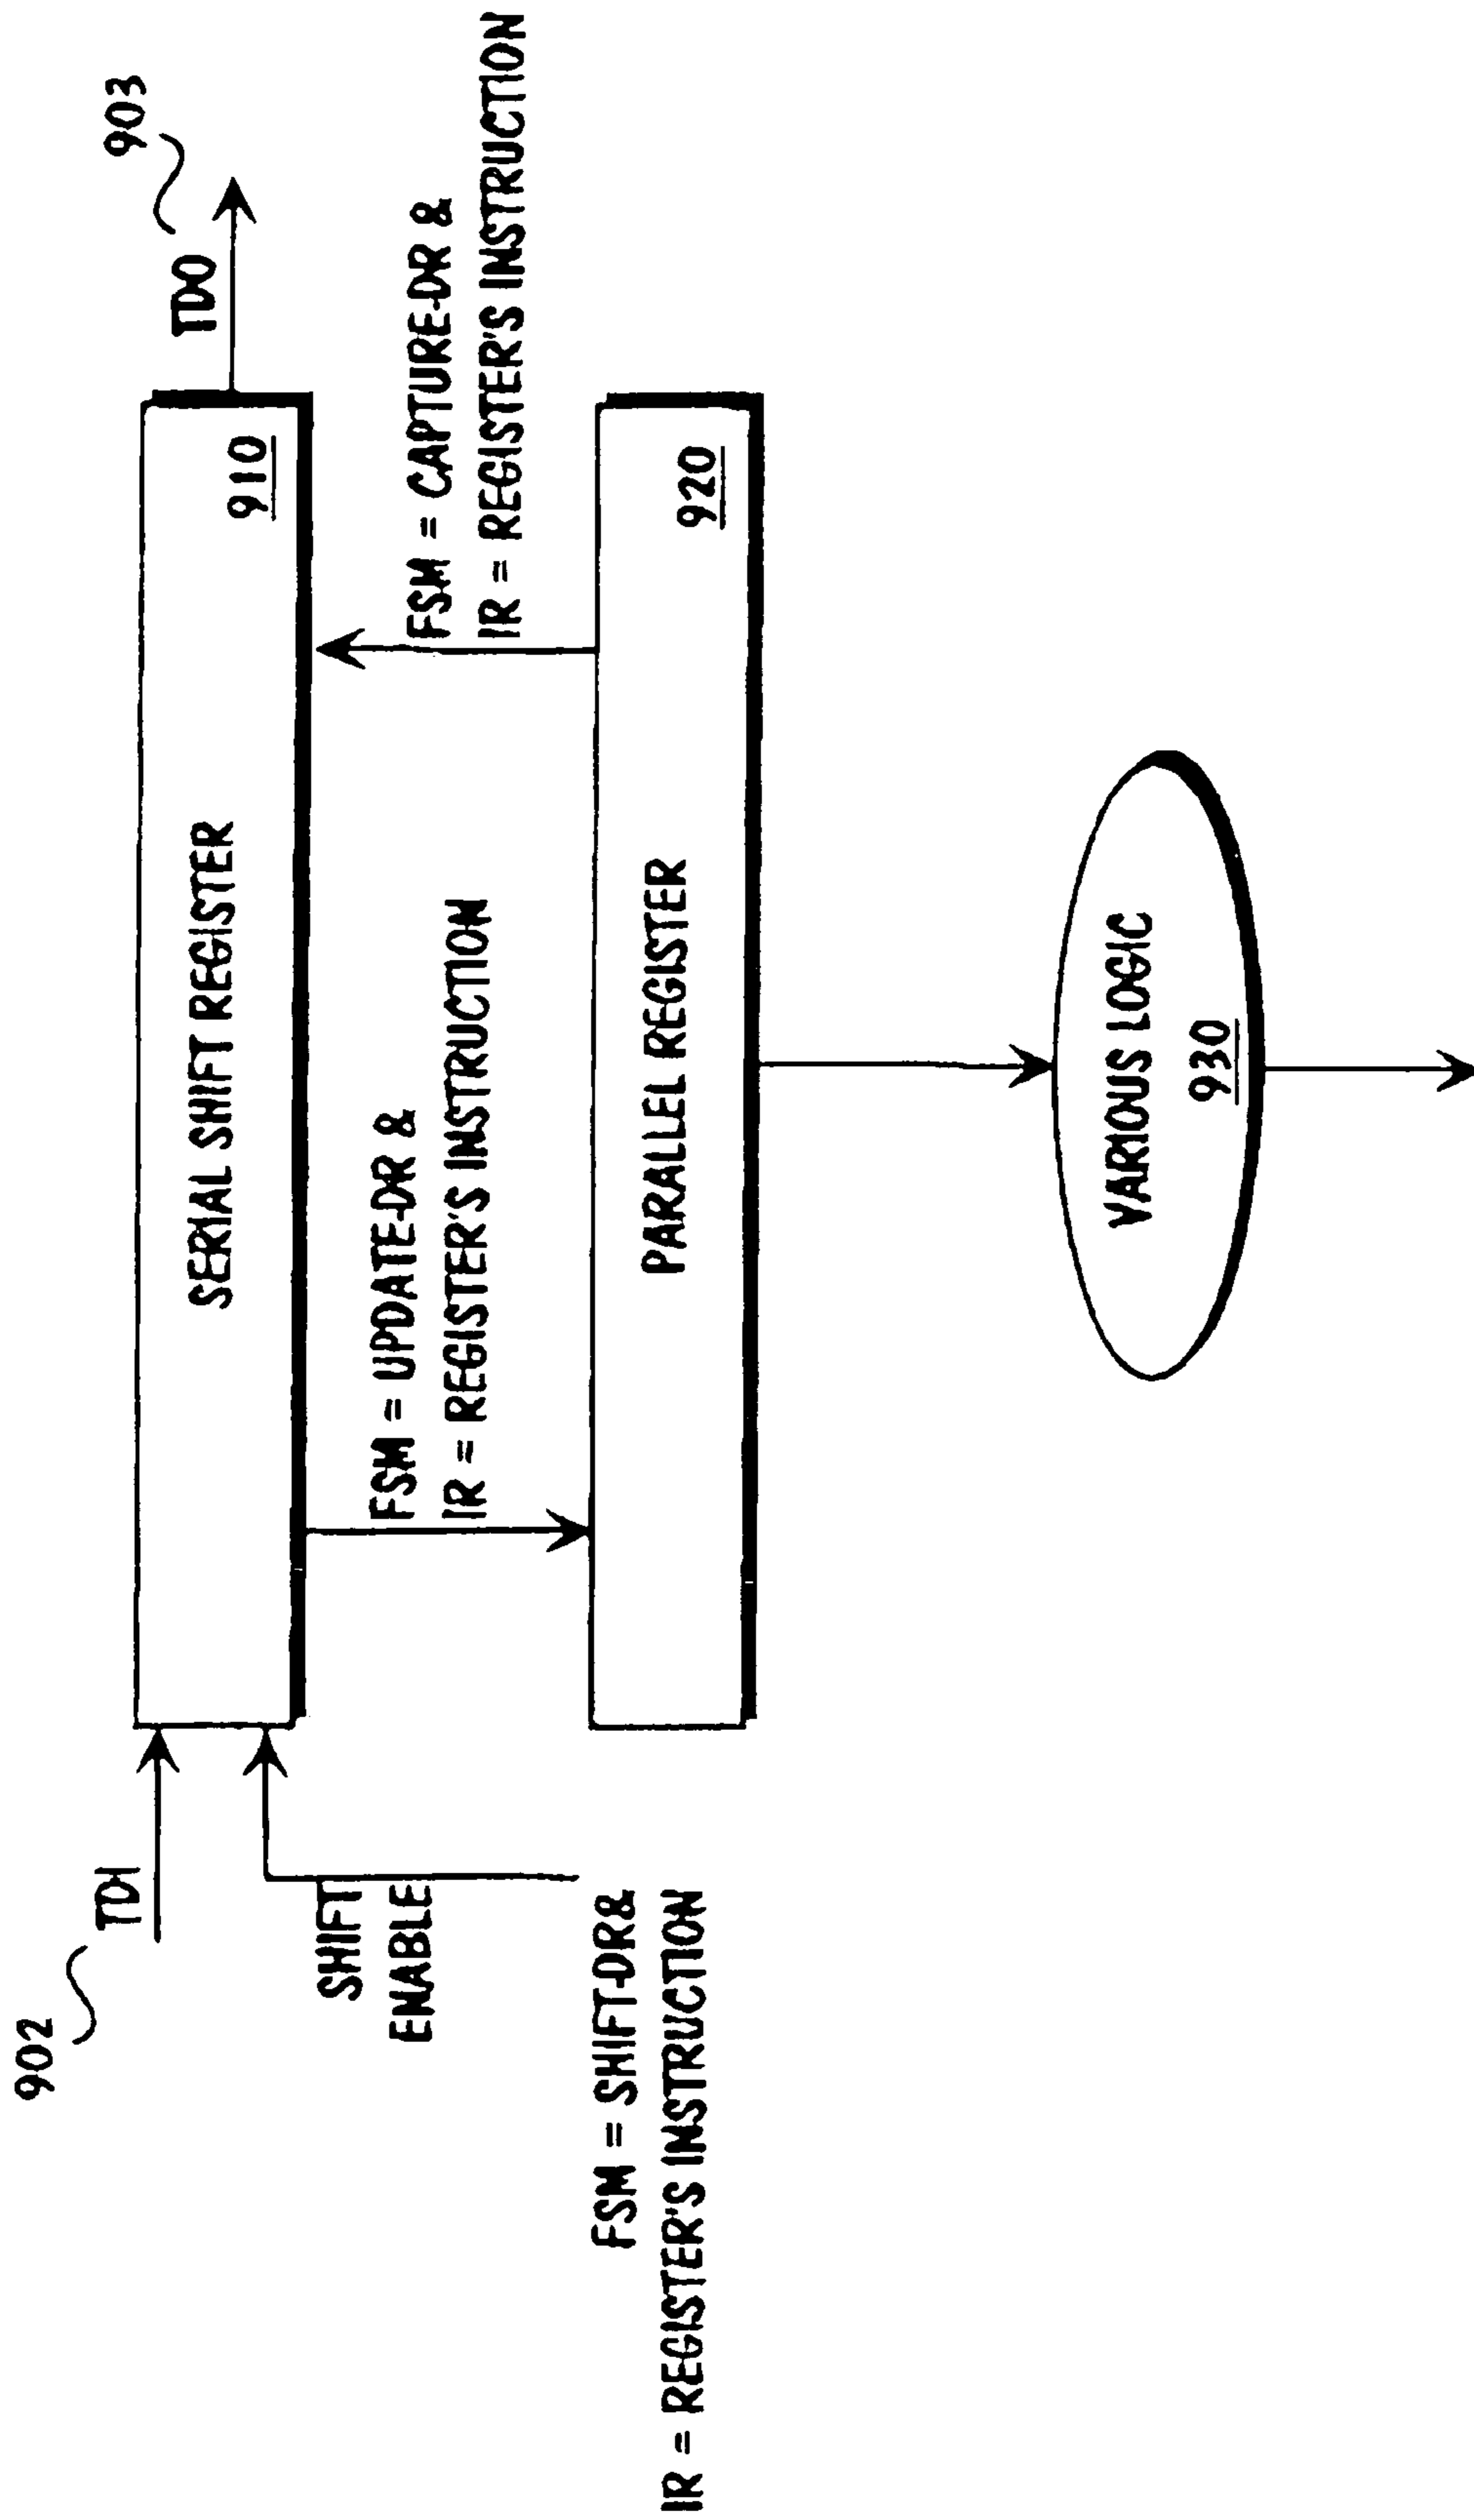 902
TDI
SHIFT
ENABLE
FSM = SHIFT-DR&
IR = REGISTER'S INSTRUCTION
SERIAL SHIFT REGISTER
910
TDO
903
FSM = UPDATE-DR &
IR = REGISTER'S INSTRUCTION
FSM = CAPTURE-DR &
IR = REGISTER'S INSTRUCTION
PARALLEL REGISTER
920
VARIOUS LOGIC
930